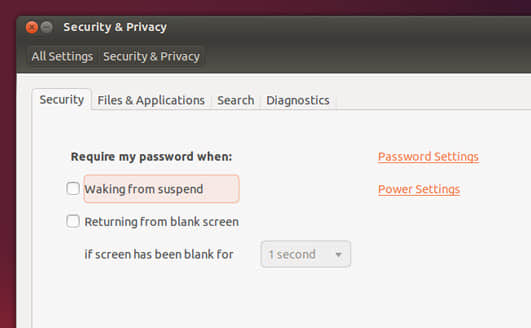 Security & Privacy
All Settings Security & Privacy
Security Files & Applications Search Diagnostics
Require my password when: Password Settings
Waking from suspend Power Settings
Returning from blank screen
if screen has been blank for 1 second